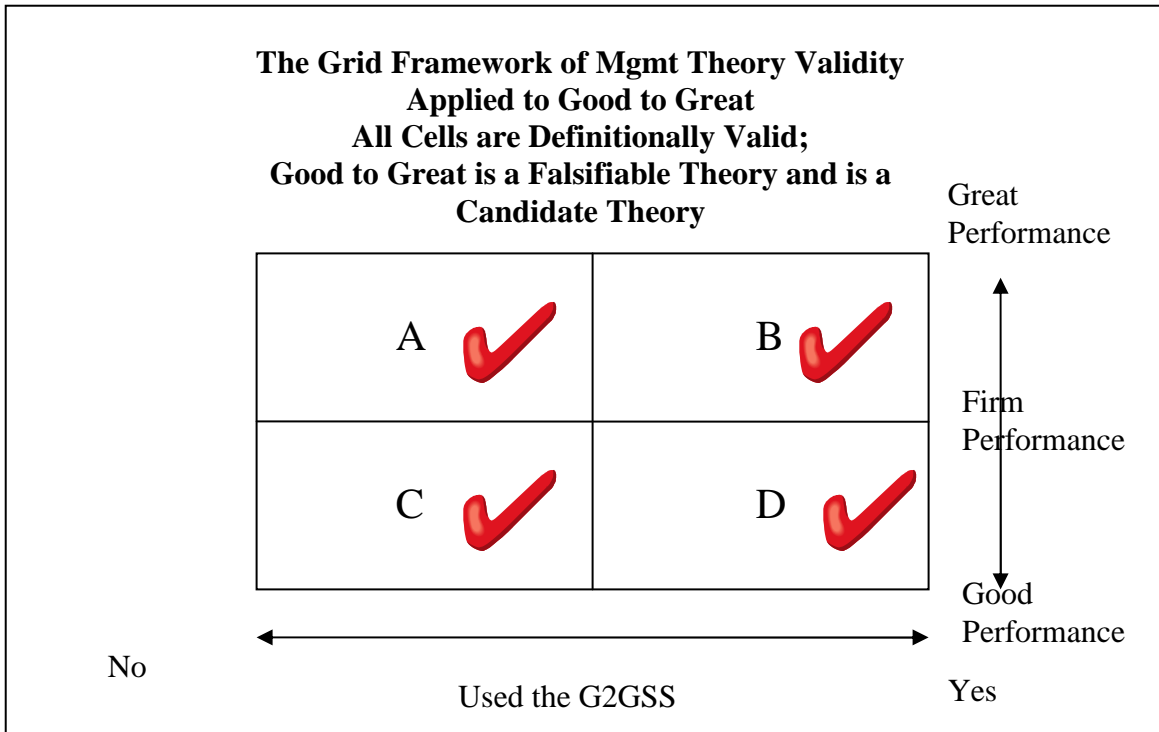 The Grid Framework of Mgmt Theory Validity
Applied to Good to Great
All Cells are Definitionally Valid;
Good to Great is a Falsifiable Theory and is a
Candidate Theory
Great
Performance
A
B
Firm
Performance
C
D
Good
Performance
No
Used the G2GSS
Yes